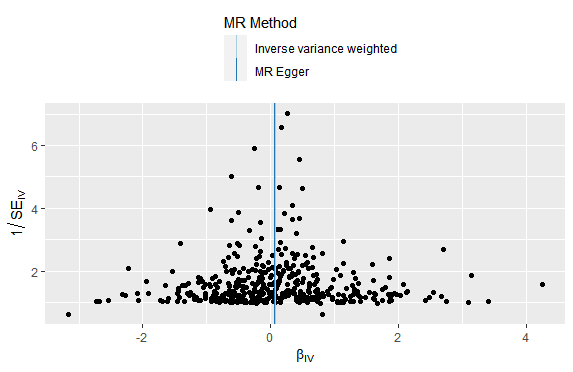 MR Method
Inverse variance weighted
MR Egger
6
4
2
1/ SE_IV
-2 0 2 4
β_IV